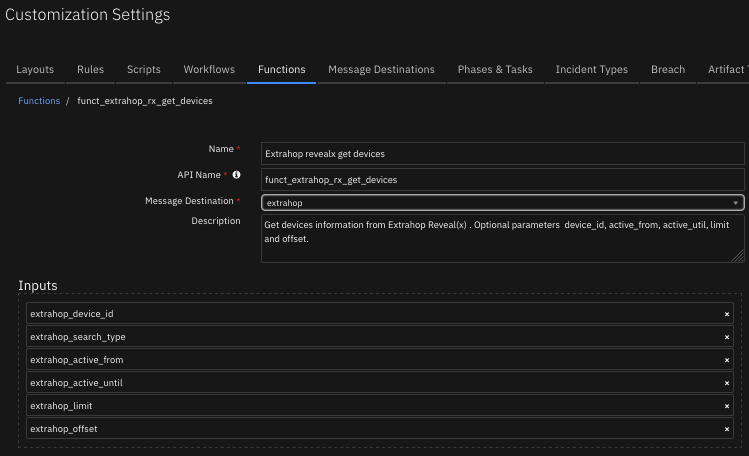 Customization Settings
Layouts Rules Scripts Workflows Functions Message Destinations Phases & Tasks Incident Types Breach Artifact T
Functions / funct_extrahop_rx_get_devices
Name * Extrahop revealx get devices
API Name * funct_extrahop_rx_get_devices
Message Destination * extrahop
Description Get devices information from Extrahop Reveal(x) . Optional parameters device_id, active_from, active_util, limit
and offset.
Inputs
extrahop_device_id ×
extrahop_search_type ×
extrahop_active_from ×
extrahop_active_until ×
extrahop_limit ×
extrahop_offset ×